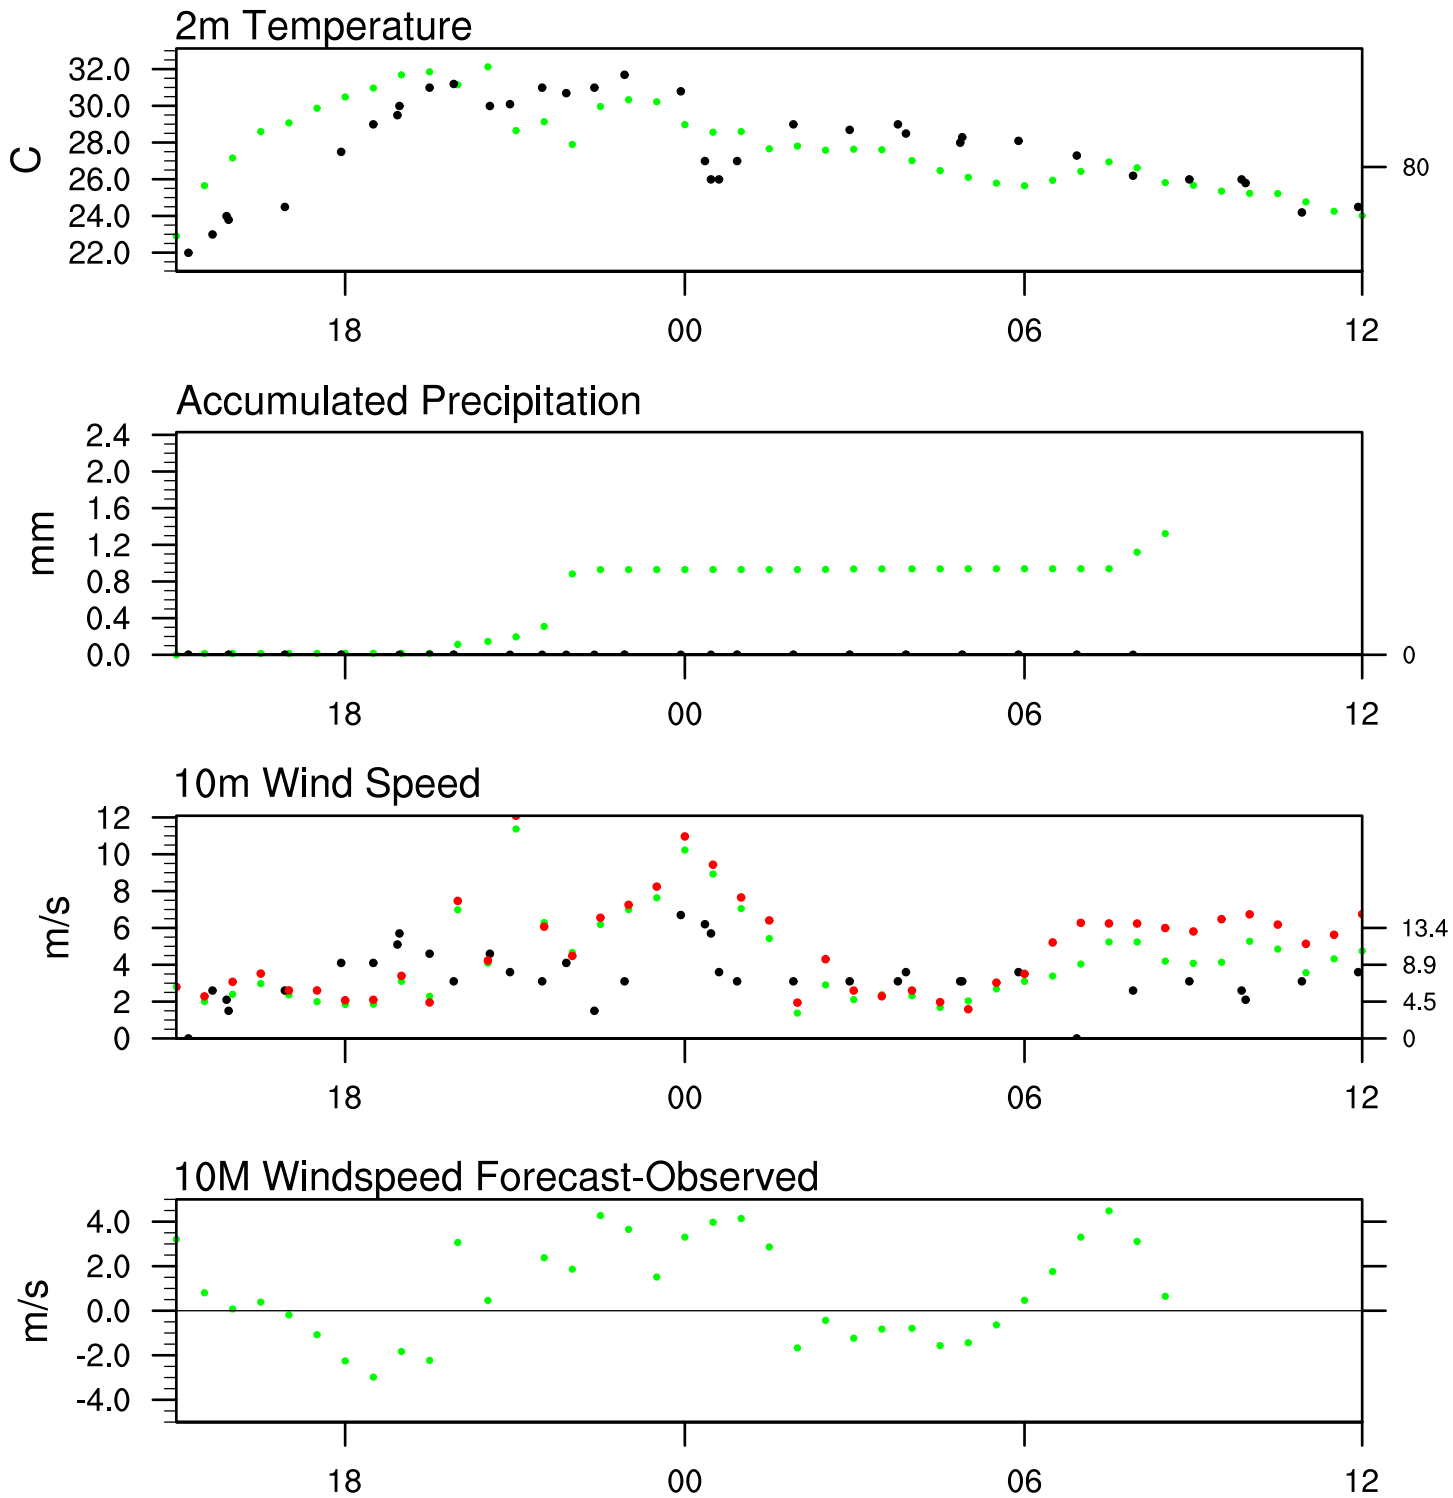 2m Temperature
32.0
30.0
28.0
26.0
24.0
22.0
C
80
18 00 06 12
Accumulated Precipitation
2.4
2.0
1.6
1.2
0.8
0.4
0.0
mm
0
18 00 06 12
10m Wind Speed
12
10
8
6
4
2
0
m/s
13.4
8.9
4.5
0
18 00 06 12
10M Windspeed Forecast-Observed
4.0
2.0
0.0
-2.0
-4.0
m/s
18 00 06 12